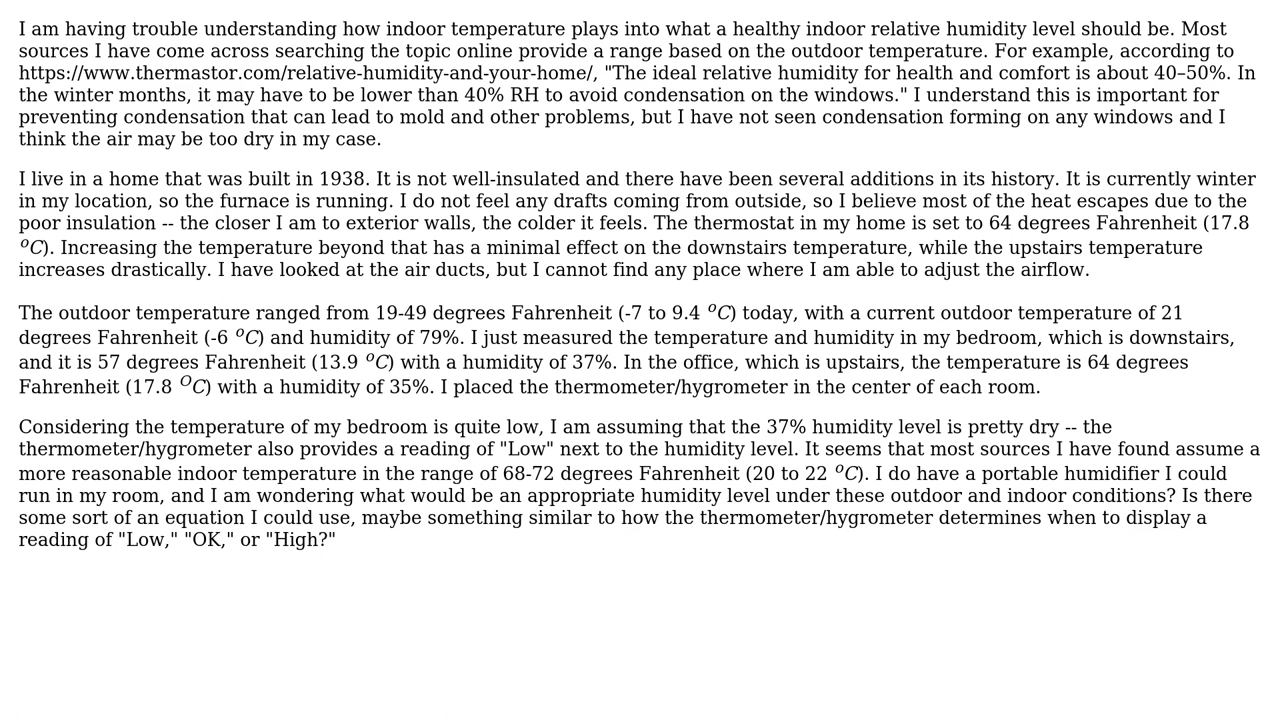 I am having trouble understanding how indoor temperature plays into what a healthy indoor relative humidity level should be. Most
sources I have come across searching the topic online provide a range based on the outdoor temperature. For example, according to
https://www.thermastor.com/relative-humidity-and-your-home/, "The ideal relative humidity for health and comfort is about 40–50%. In
the winter months, it may have to be lower than 40% RH to avoid condensation on the windows." I understand this is important for
preventing condensation that can lead to mold and other problems, but I have not seen condensation forming on any windows and I
think the air may be too dry in my case.
I live in a home that was built in 1938. It is not well-insulated and there have been several additions in its history. It is currently winter
in my location, so the furnace is running. I do not feel any drafts coming from outside, so I believe most of the heat escapes due to the
poor insulation -- the closer I am to exterior walls, the colder it feels. The thermostat in my home is set to 64 degrees Fahrenheit (17.8
ºC). Increasing the temperature beyond that has a minimal effect on the downstairs temperature, while the upstairs temperature
increases drastically. I have looked at the air ducts, but I cannot find any place where I am able to adjust the airflow.
The outdoor temperature ranged from 19-49 degrees Fahrenheit (-7 to 9.4 ºC) today, with a current outdoor temperature of 21
degrees Fahrenheit (-6 ºC) and humidity of 79%. I just measured the temperature and humidity in my bedroom, which is downstairs,
and it is 57 degrees Fahrenheit (13.9 ºC) with a humidity of 37%. In the office, which is upstairs, the temperature is 64 degrees
Fahrenheit (17.8 ºC) with a humidity of 35%. I placed the thermometer/hygrometer in the center of each room.
Considering the temperature of my bedroom is quite low, I am assuming that the 37% humidity level is pretty dry -- the
thermometer/hygrometer also provides a reading of "Low" next to the humidity level. It seems that most sources I have found assume a
more reasonable indoor temperature in the range of 68-72 degrees Fahrenheit (20 to 22 ºC). I do have a portable humidifier I could
run in my room, and I am wondering what would be an appropriate humidity level under these outdoor and indoor conditions? Is there
some sort of an equation I could use, maybe something similar to how the thermometer/hygrometer determines when to display a
reading of "Low," "OK," or "High?"